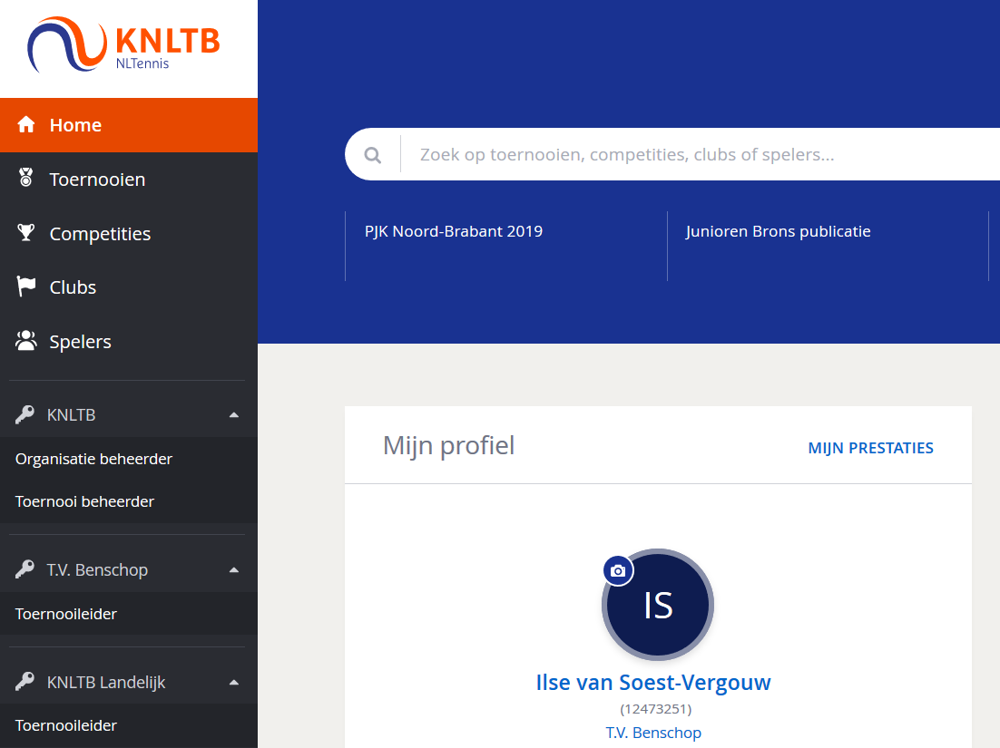 KNLTB
NLTennis
Home
Toernooien
Competities
Clubs
Spelers
KNLTB
Organisatie beheerder
Toernooi beheerder
T.V. Benschop
Toernooileider
KNLTB Landelijk
Toernooileider
Zoek op toernooien, competities, clubs of spelers...
PJK Noord-Brabant 2019
Junioren Brons publicatie
Mijn profiel
MIJN PRESTATIES
IS
Ilse van Soest-Vergouw
(12473251)
T.V. Benschop